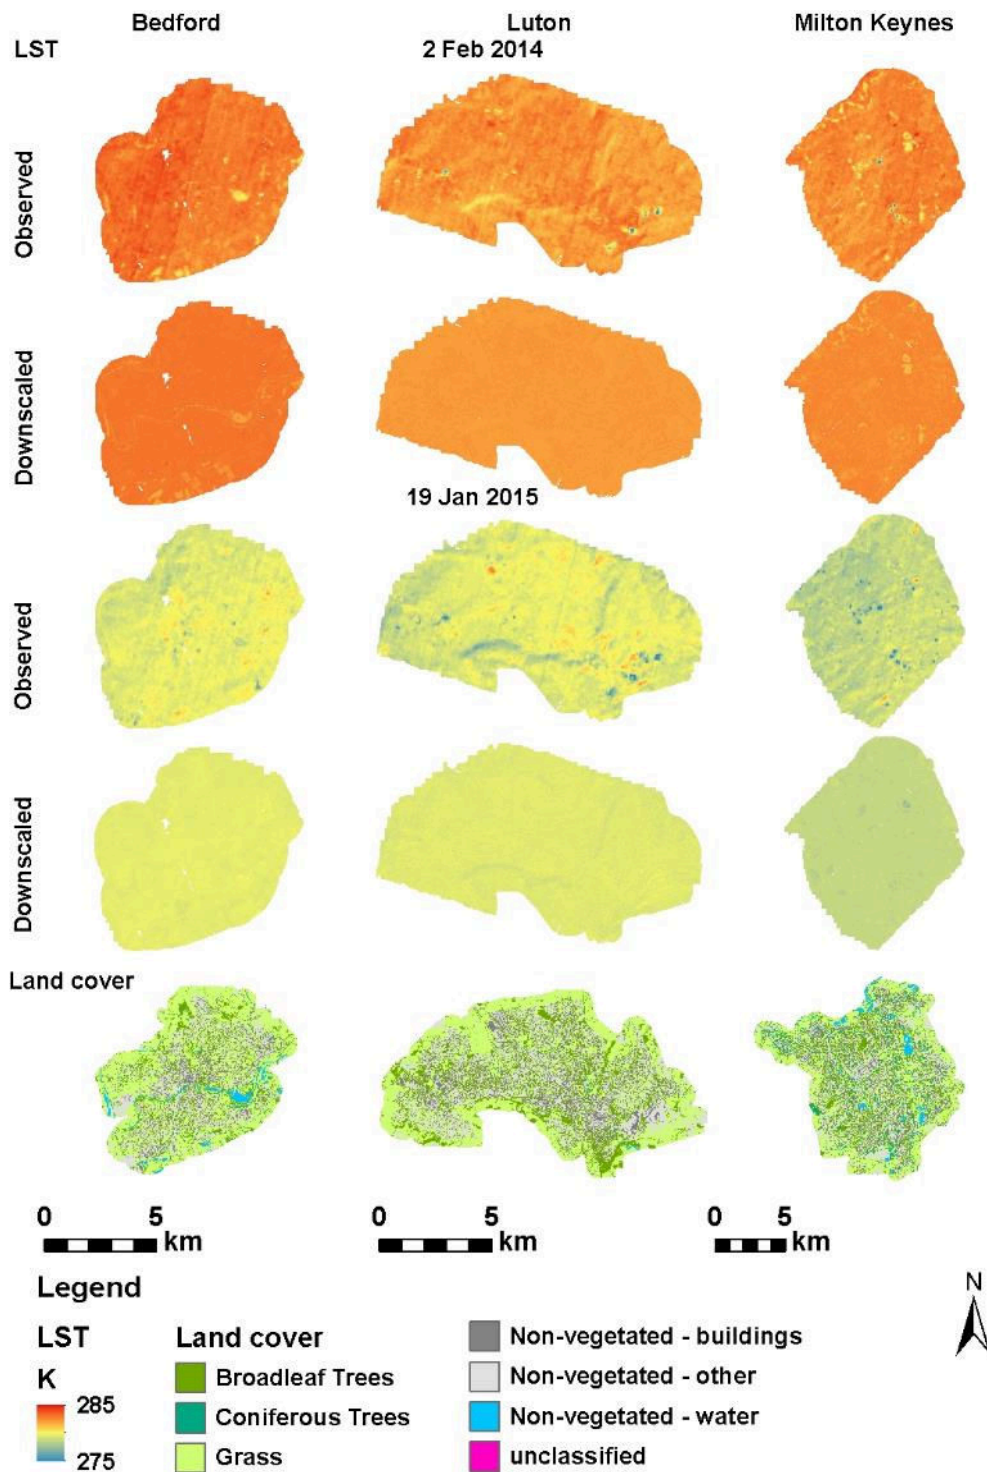 Bedford
Luton
Milton Keynes
LST
2 Feb 2014
Observed
Downscaled
19 Jan 2015
Observed
Downscaled
Land cover
0 5
km
0 5
km
0 5
km
Legend
N
LST
K
285
275
Land cover
Broadleaf Trees
Coniferous Trees
Grass
Non-vegetated - buildings
Non-vegetated - other
Non-vegetated - water
unclassified